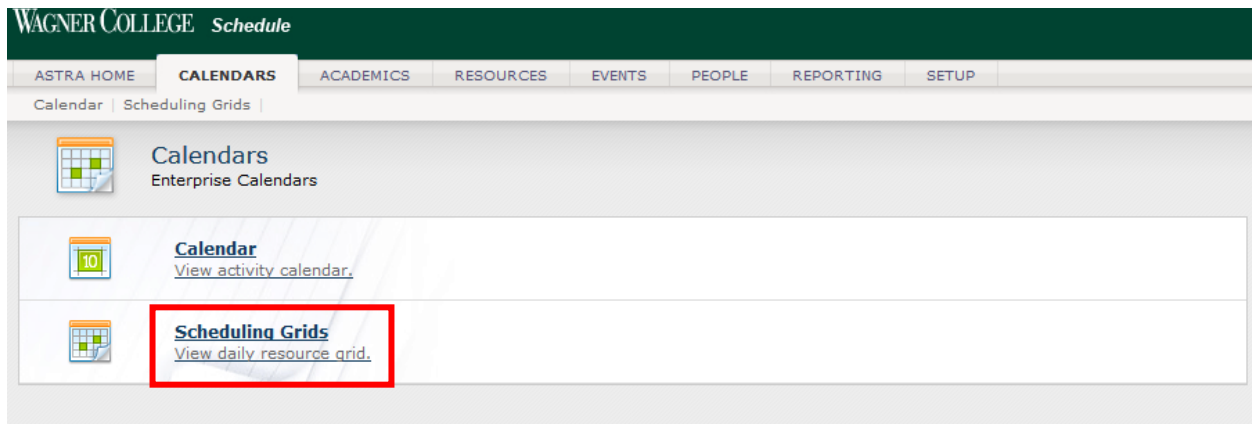 WAGNER COLLEGE Schedule
ASTRA HOME CALENDARS ACADEMICS RESOURCES EVENTS PEOPLE REPORTING SETUP
Calendar | Scheduling Grids |
Calendars
Enterprise Calendars
10
Calendar
View activity calendar.
Scheduling Grids
View daily resource grid.